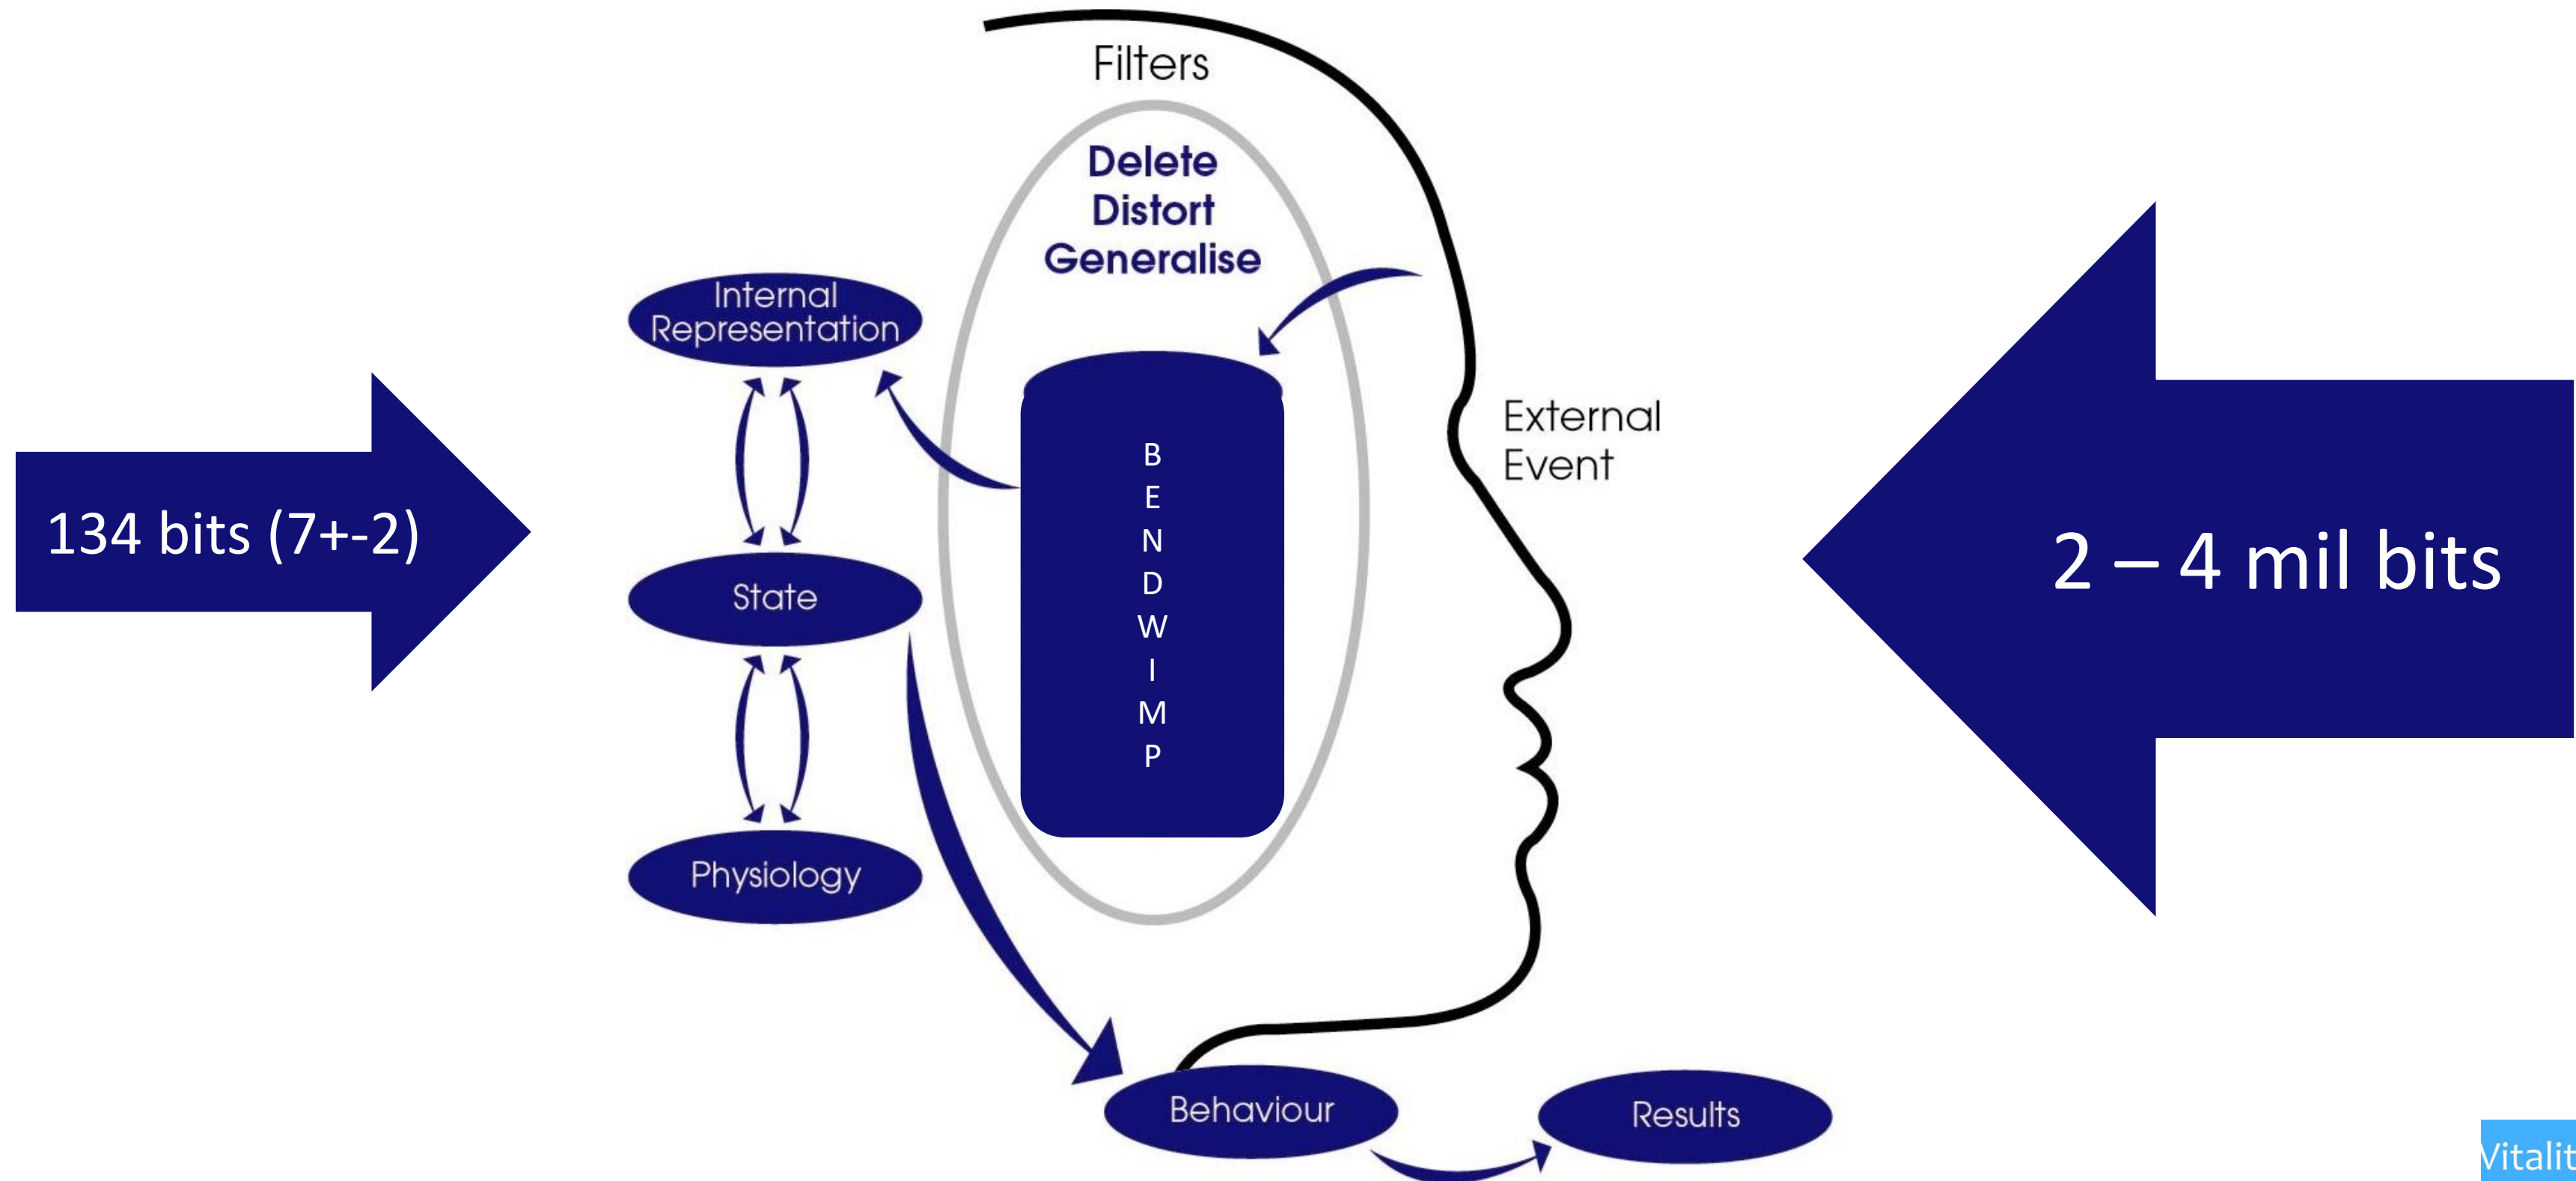 Filters
Delete
Distort
Generalise
Internal
Representation
External
Event
B
E
N
D
W
I
M
P
134 bits (7+-2)
2 – 4 mil bits
State
Physiology
Behaviour
Results
Vitalit